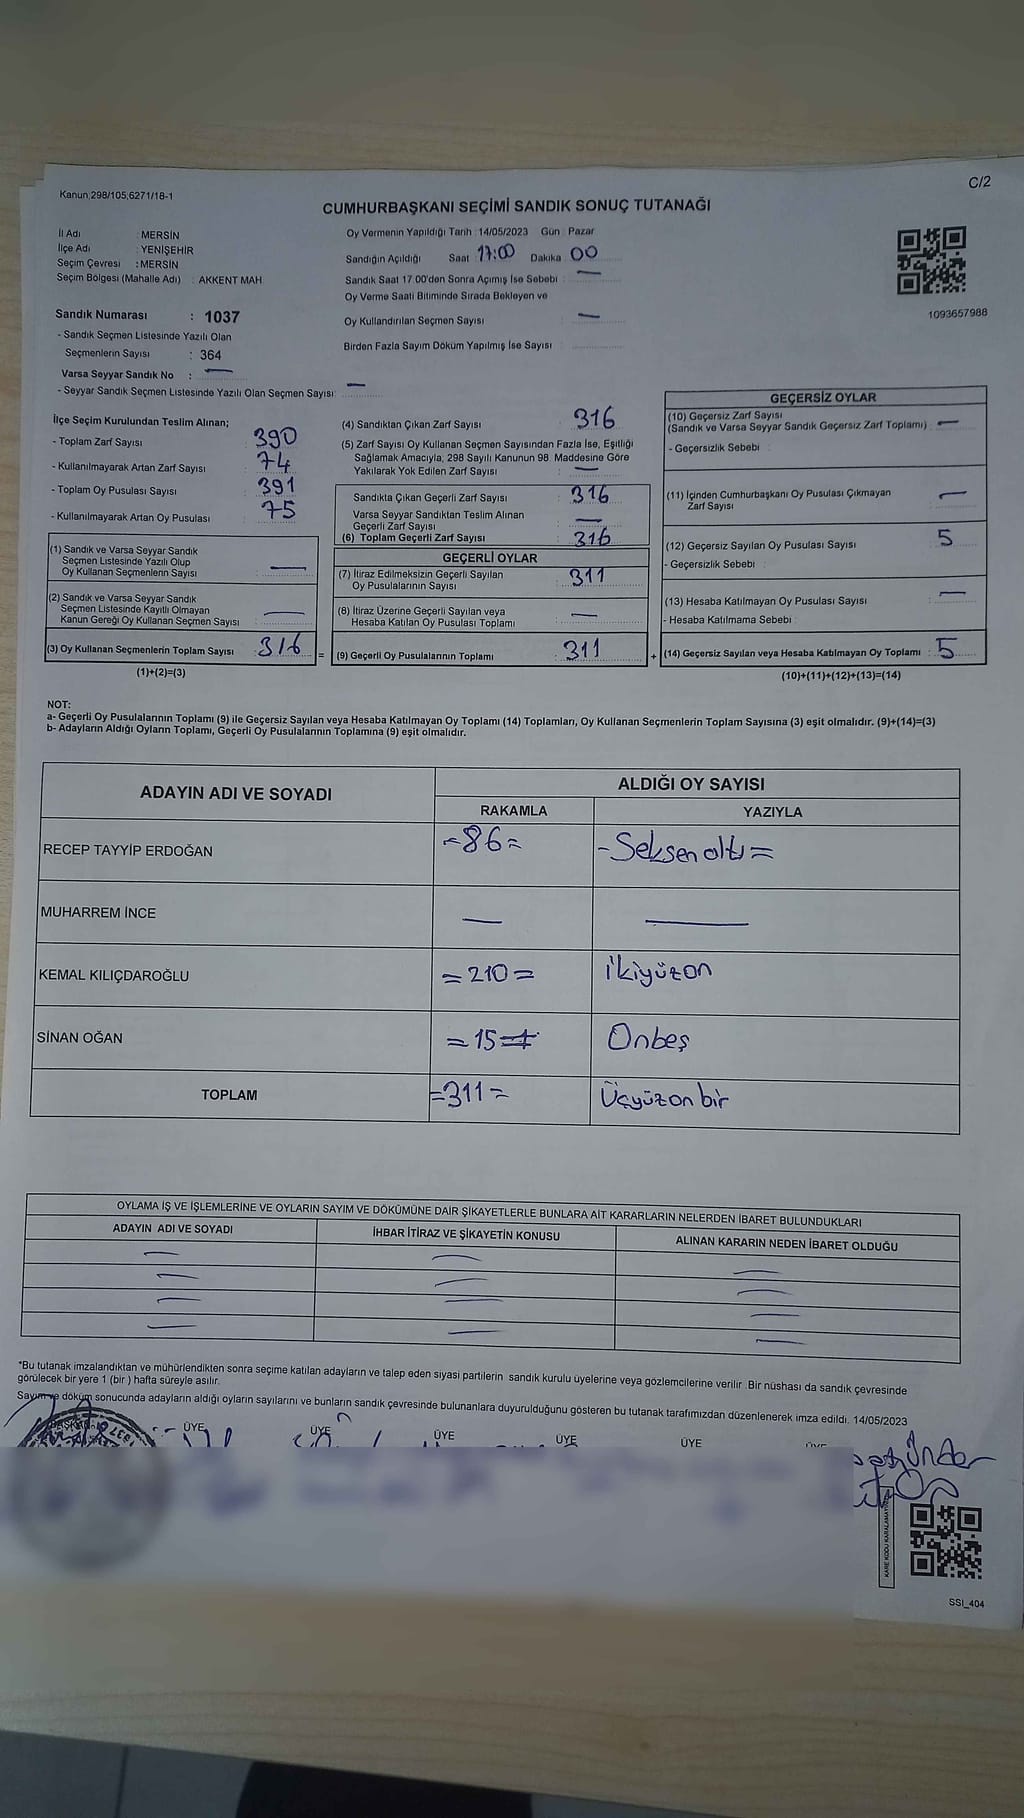 Kanun 298/105,6271/18-1
C/2
CUMHURBAŞKANI SEÇİMİ SANDIK SONUÇ TUTANAĞI
İl Adı : MERSİN
İlçe Adı : YENİŞEHİR
Seçim Çevresi : MERSİN
Seçim Bölgesi (Mahalle Adı) : AKKENT MAH
Sandık Numarası : 1037
- Sandık Seçmen Listesinde Yazılı Olan
Seçmenlerin Sayısı : 364
Varsa Seyyar Sandık No : —
- Seyyar Sandık Seçmen Listesinde Yazılı Olan Seçmen Sayısı: —
Oy Vermenin Yapıldığı Tarih : 14/05/2023 Gün : Pazar
Sandığın Açıldığı Saat 17:00 Dakika 00
Sandık Saat 17.00'den Sonra Açımış İse Sebebi : —
Oy Verme Saati Bitiminde Sırada Bekleyen ve
Oy Kullandırılan Seçmen Sayısı : —
Birden Fazla Sayım Döküm Yapılmış İse Sayısı :
1093657988
İlçe Seçim Kurulundan Teslim Alınan;
- Toplam Zarf Sayısı : 390
- Kullanılmayarak Artan Zarf Sayısı : 74
- Toplam Oy Pusulası Sayısı : 391
- Kullanılmayarak Artan Oy Pusulası : 75
(1) Sandık ve Varsa Seyyar Sandık
Seçmen Listesinde Yazılı Olup
Oy Kullanan Seçmenlerin Sayısı : —
(2) Sandık ve Varsa Seyyar Sandık
Seçmen Listesinde Kayıtlı Olmayan
Kanun Gereği Oy Kullanan Seçmen Sayısı : —
(3) Oy Kullanan Seçmenlerin Toplam Sayısı : 316
(1)+(2)=(3)
(4) Sandıktan Çıkan Zarf Sayısı : 316
(5) Zarf Sayısı Oy Kullanan Seçmen Sayısından Fazla İse, Eşitliği
Sağlamak Amacıyla, 298 Sayılı Kanunun 98. Maddesine Göre
Yakılarak Yok Edilen Zarf Sayısı : —
Sandıkta Çıkan Geçerli Zarf Sayısı : 316
Varsa Seyyar Sandıktan Teslim Alınan
Geçerli Zarf Sayısı : —
(6) Toplam Geçerli Zarf Sayısı : 316
GEÇERLİ OYLAR
(7) İtiraz Edilmeksizin Geçerli Sayılan
Oy Pusulalarının Sayısı : 311
(8) İtiraz Üzerine Geçerli Sayılan veya
Hesaba Katılan Oy Pusulası Toplamı : —
= (9) Geçerli Oy Pusulalarının Toplamı : 311 +
GEÇERSİZ OYLAR
(10) Geçersiz Zarf Sayısı
(Sandık ve Varsa Seyyar Sandık Geçersiz Zarf Toplamı) : —
- Geçersizlik Sebebi :
(11) İçinden Cumhurbaşkanı Oy Pusulası Çıkmayan
Zarf Sayısı : —
(12) Geçersiz Sayılan Oy Pusulası Sayısı : 5
- Geçersizlik Sebebi :
(13) Hesaba Katılmayan Oy Pusulası Sayısı : —
- Hesaba Katılmama Sebebi :
(14) Geçersiz Sayılan veya Hesaba Katılmayan Oy Toplamı : 5
(10)+(11)+(12)+(13)=(14)
NOT:
a- Geçerli Oy Pusulalarının Toplamı (9) ile Geçersiz Sayılan veya Hesaba Katılmayan Oy Toplamı (14) Toplamları, Oy Kullanan Seçmenlerin Toplam Sayısına (3) eşit olmalıdır. (9)+(14)=(3)
b- Adayların Aldığı Oyların Toplamı, Geçerli Oy Pusulalarının Toplamına (9) eşit olmalıdır.
ADAYIN ADI VE SOYADI ALDIĞI OY SAYISI
RAKAMLA YAZIYLA
RECEP TAYYİP ERDOĞAN =86= -Seksen altı=
MUHARREM İNCE — —
KEMAL KILIÇDAROĞLU =210= İkiyüzon
SİNAN OĞAN =15= Onbeş
TOPLAM =311= Üçyüzon bir
OYLAMA İŞ VE İŞLEMLERİNE VE OYLARIN SAYIM VE DÖKÜMÜNE DAİR ŞİKAYETLERLE BUNLARA AİT KARARLARIN NELERDEN İBARET BULUNDUKLARI
ADAYIN ADI VE SOYADI İHBAR İTİRAZ VE ŞİKAYETİN KONUSU ALINAN KARARIN NEDEN İBARET OLDUĞU
— — —
— — —
— — —
— — —
*Bu tutanak imzalandıktan ve mühürlendikten sonra seçime katılan adayların ve talep eden siyasi partilerin sandık kurulu üyelerine veya gözlemcilerine verilir. Bir nüshası da sandık çevresinde
görülecek bir yere 1 (bir ) hafta süreyle asılır.
Sayım ve döküm sonucunda adayların aldığı oyların sayılarını ve bunların sandık çevresinde bulunanlara duyurulduğunu gösteren bu tutanak tarafımızdan düzenlenerek imza edildi. 14/05/2023
ÜYE ÜYE ÜYE ÜYE ÜYE ÜYE
KARE KODU KARALAMAYINIZ
SSI_404